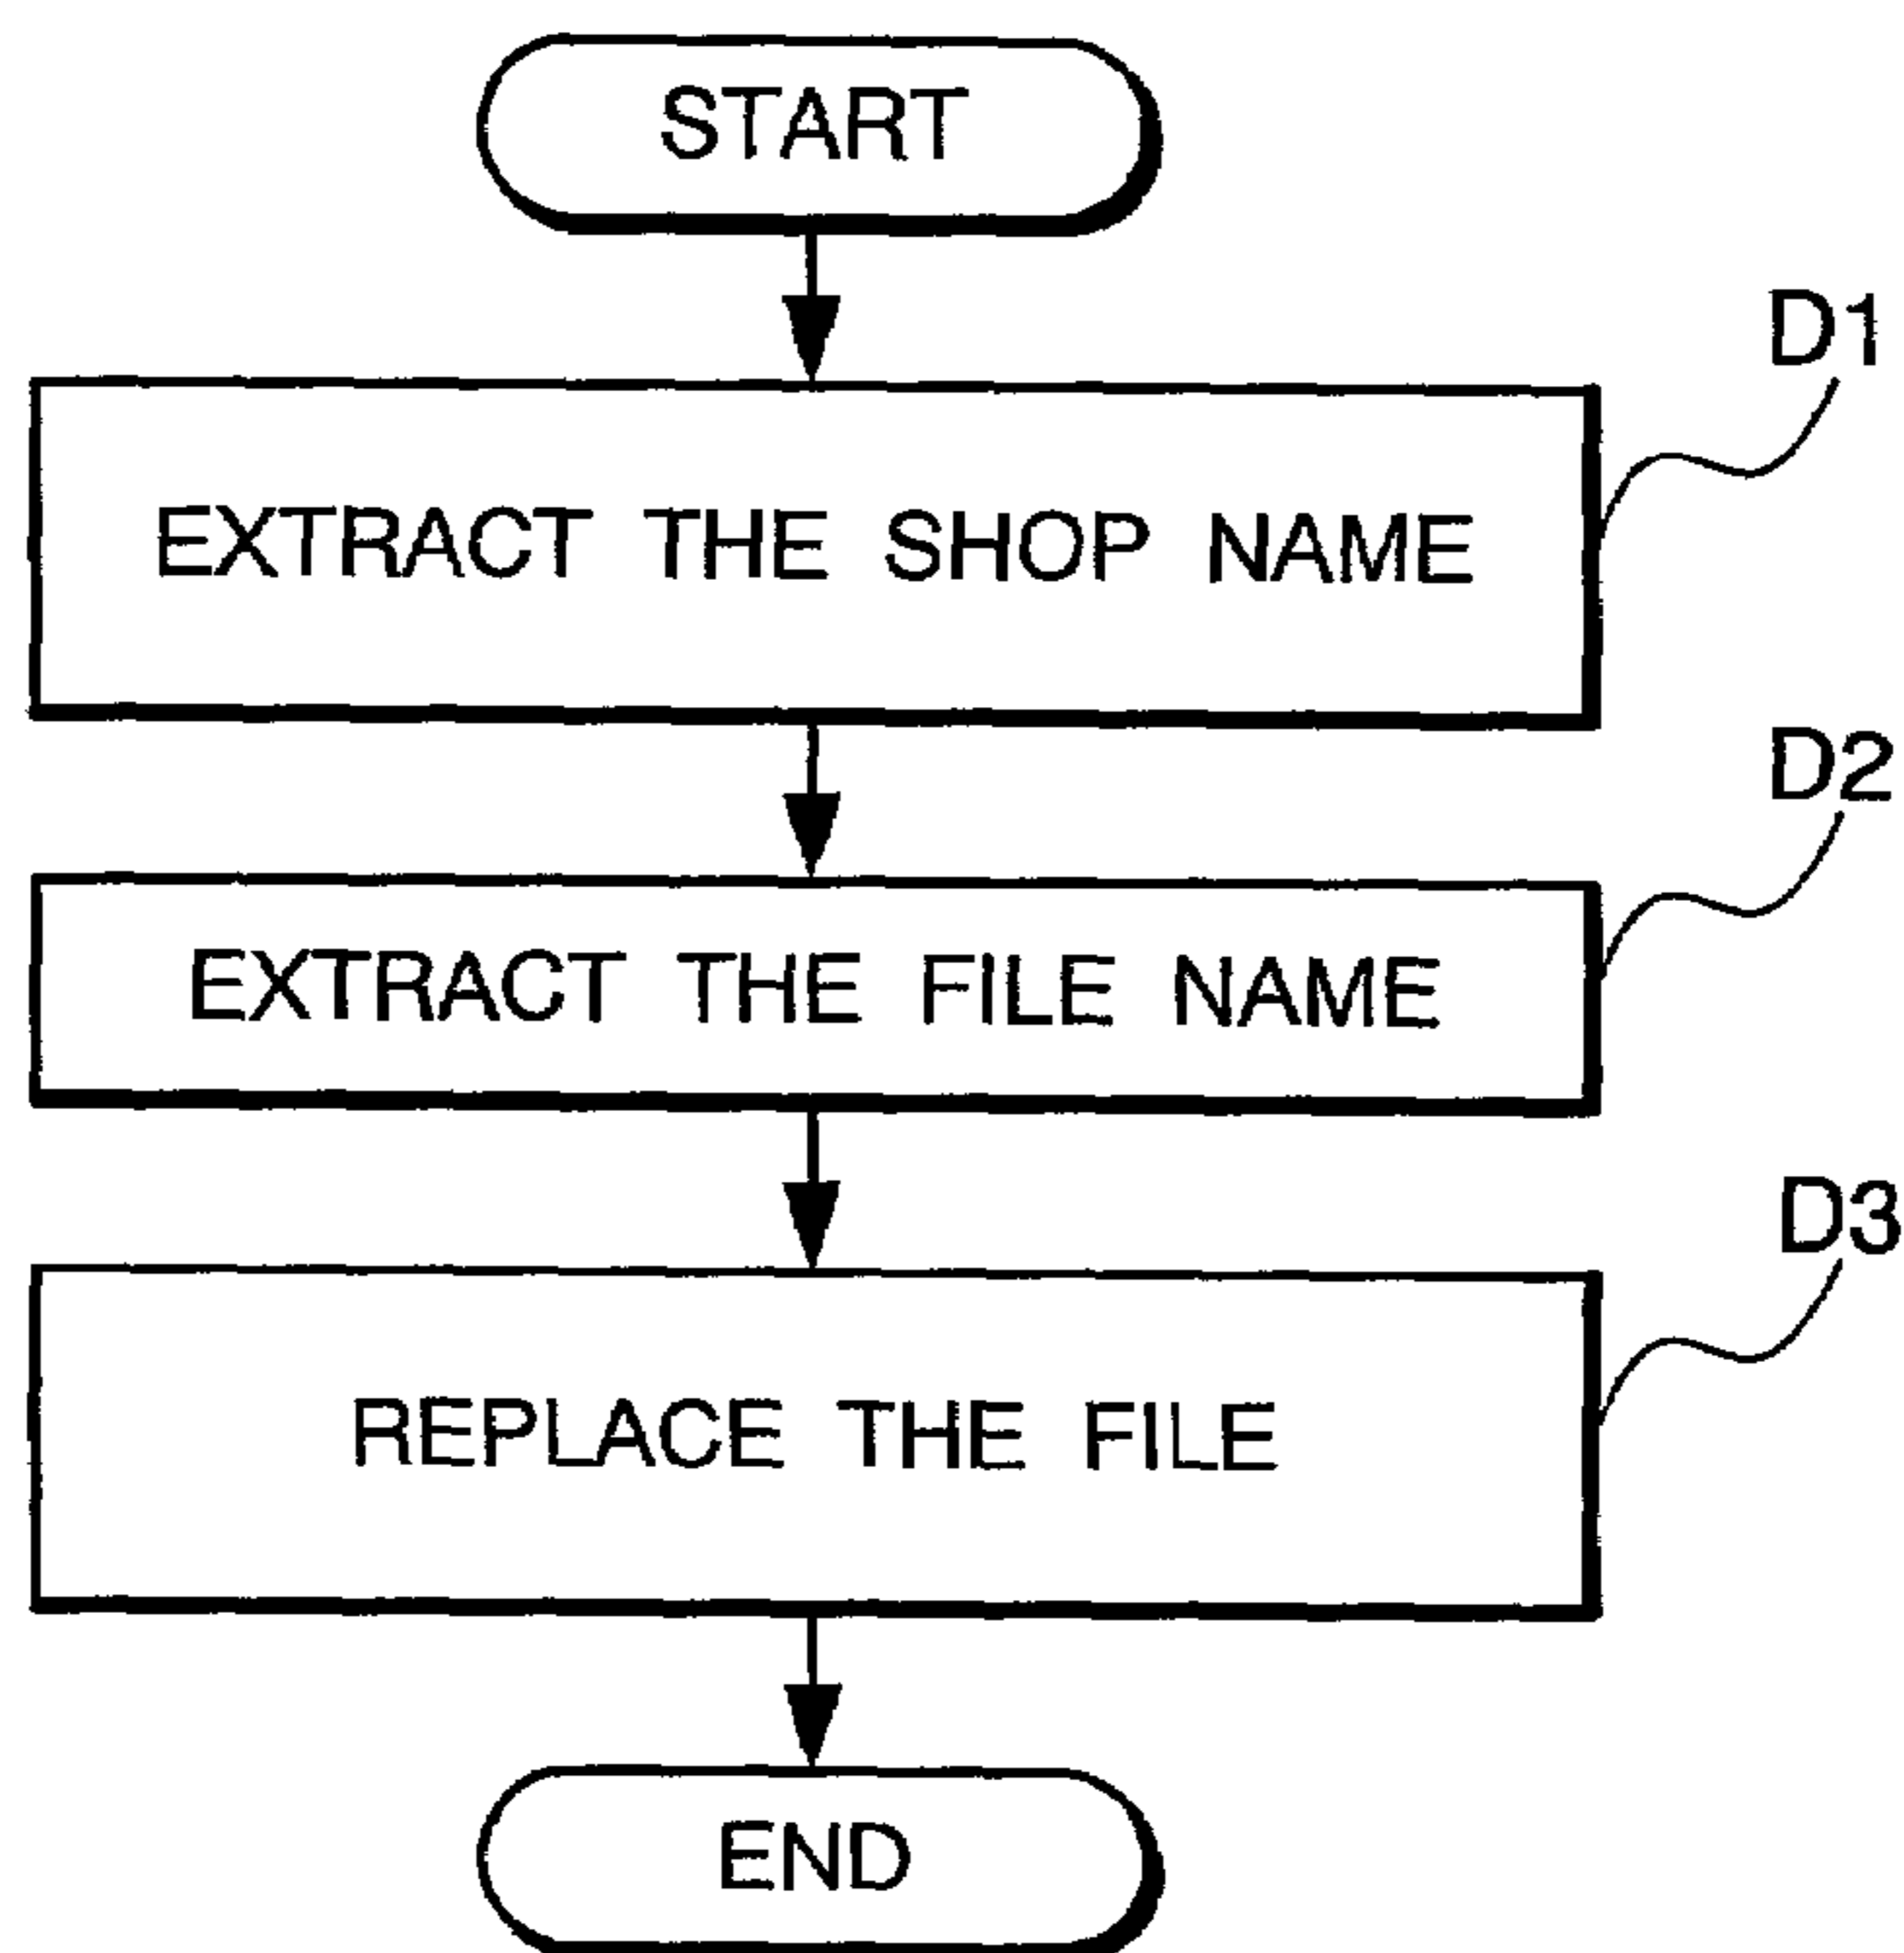 START
D1
EXTRACT THE SHOP NAME
D2
EXTRACT THE FILE NAME
D3
REPLACE THE FILE
END